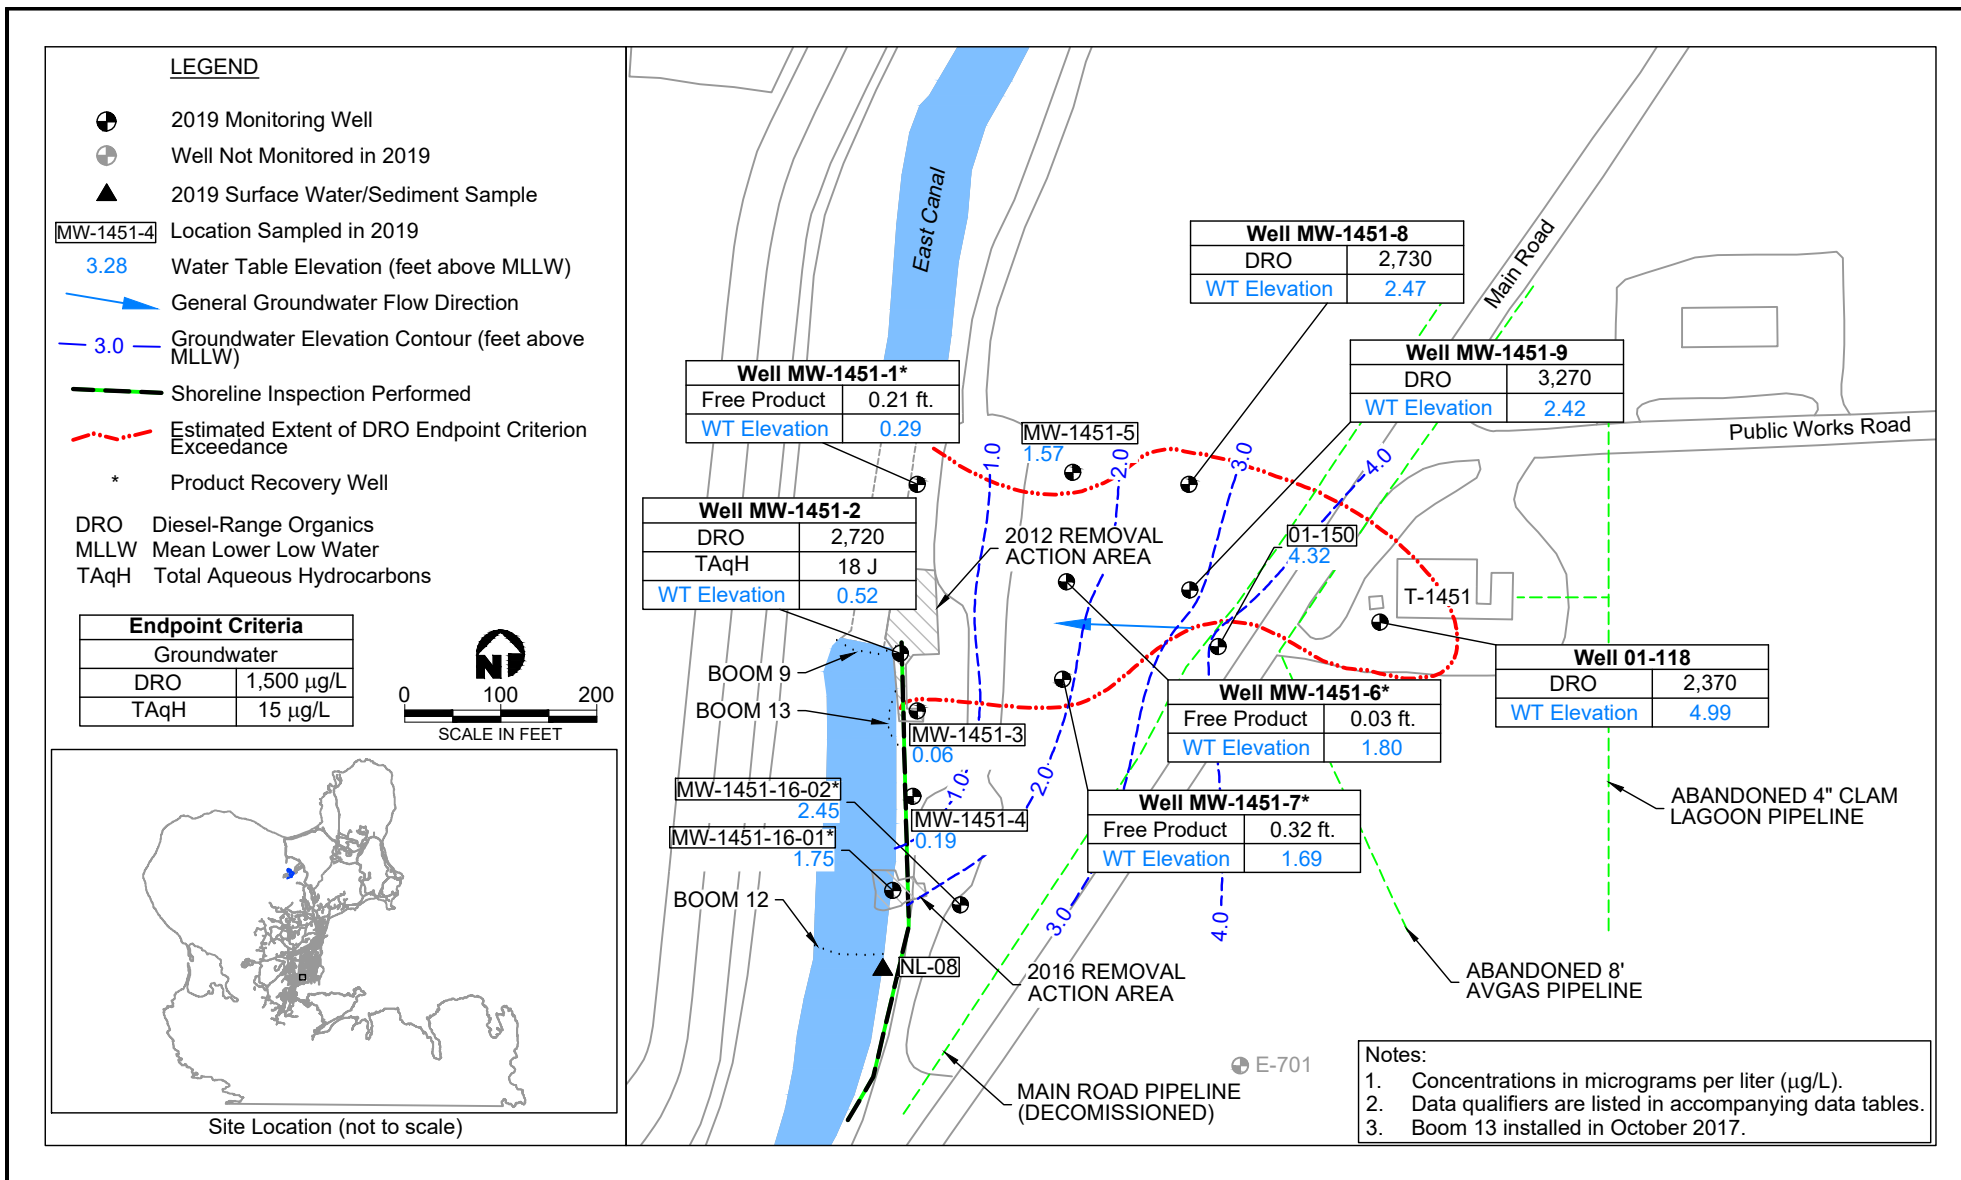 LEGEND
2019 Monitoring Well
Well Not Monitored in 2019
2019 Surface Water/Sediment Sample
MW-1451-4 Location Sampled in 2019
3.28 Water Table Elevation (feet above MLLW)
General Groundwater Flow Direction
3.0 Groundwater Elevation Contour (feet above
MLLW)
Shoreline Inspection Performed
Estimated Extent of DRO Endpoint Criterion
Exceedance
* Product Recovery Well
DRO Diesel-Range Organics
MLLW Mean Lower Low Water
TAqH Total Aqueous Hydrocarbons
Endpoint Criteria
Groundwater
DRO 1,500 µg/L
TAqH 15 µg/L
N
0 100 200
SCALE IN FEET
Site Location (not to scale)
East Canal
Main Road
Public Works Road
Well MW-1451-8
DRO 2,730
WT Elevation 2.47
Well MW-1451-9
DRO 3,270
WT Elevation 2.42
Well MW-1451-1*
Free Product 0.21 ft.
WT Elevation 0.29
MW-1451-5
1.57
1.0
2.0
3.0
4.0
Well MW-1451-2
DRO 2,720
TAqH 18 J
WT Elevation 0.52
2012 REMOVAL
ACTION AREA
01-150
4.32
T-1451
BOOM 9
BOOM 13
MW-1451-3
0.06
Well 01-118
DRO 2,370
WT Elevation 4.99
Well MW-1451-6*
Free Product 0.03 ft.
WT Elevation 1.80
1.0
2.0
MW-1451-16-02*
2.45
MW-1451-4
0.19
MW-1451-16-01*
1.75
Well MW-1451-7*
Free Product 0.32 ft.
WT Elevation 1.69
ABANDONED 4" CLAM
LAGOON PIPELINE
BOOM 12
3.0
4.0
NL-08
2016 REMOVAL
ACTION AREA
ABANDONED 8'
AVGAS PIPELINE
E-701
MAIN ROAD PIPELINE
(DECOMISSIONED)
Notes:
1. Concentrations in micrograms per liter (µg/L).
2. Data qualifiers are listed in accompanying data tables.
3. Boom 13 installed in October 2017.